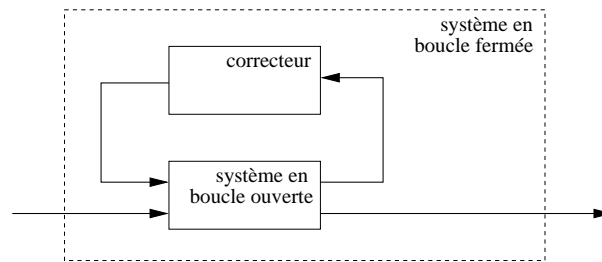 système en
boucle fermée
correcteur
système en
boucle ouverte